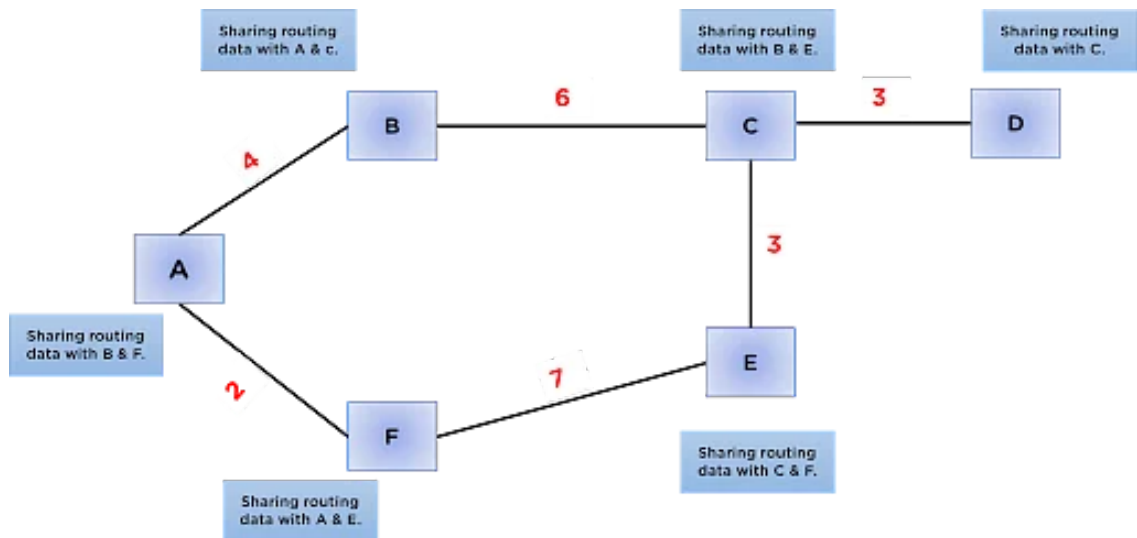 Sharing routing
data with A & c.
Sharing routing
data with B & E.
Sharing routing
data with C.
B
6
C
3
D
4
3
A
Sharing routing
data with B & F.
2
7
E
F
Sharing routing
data with C & F.
Sharing routing
data with A & E.